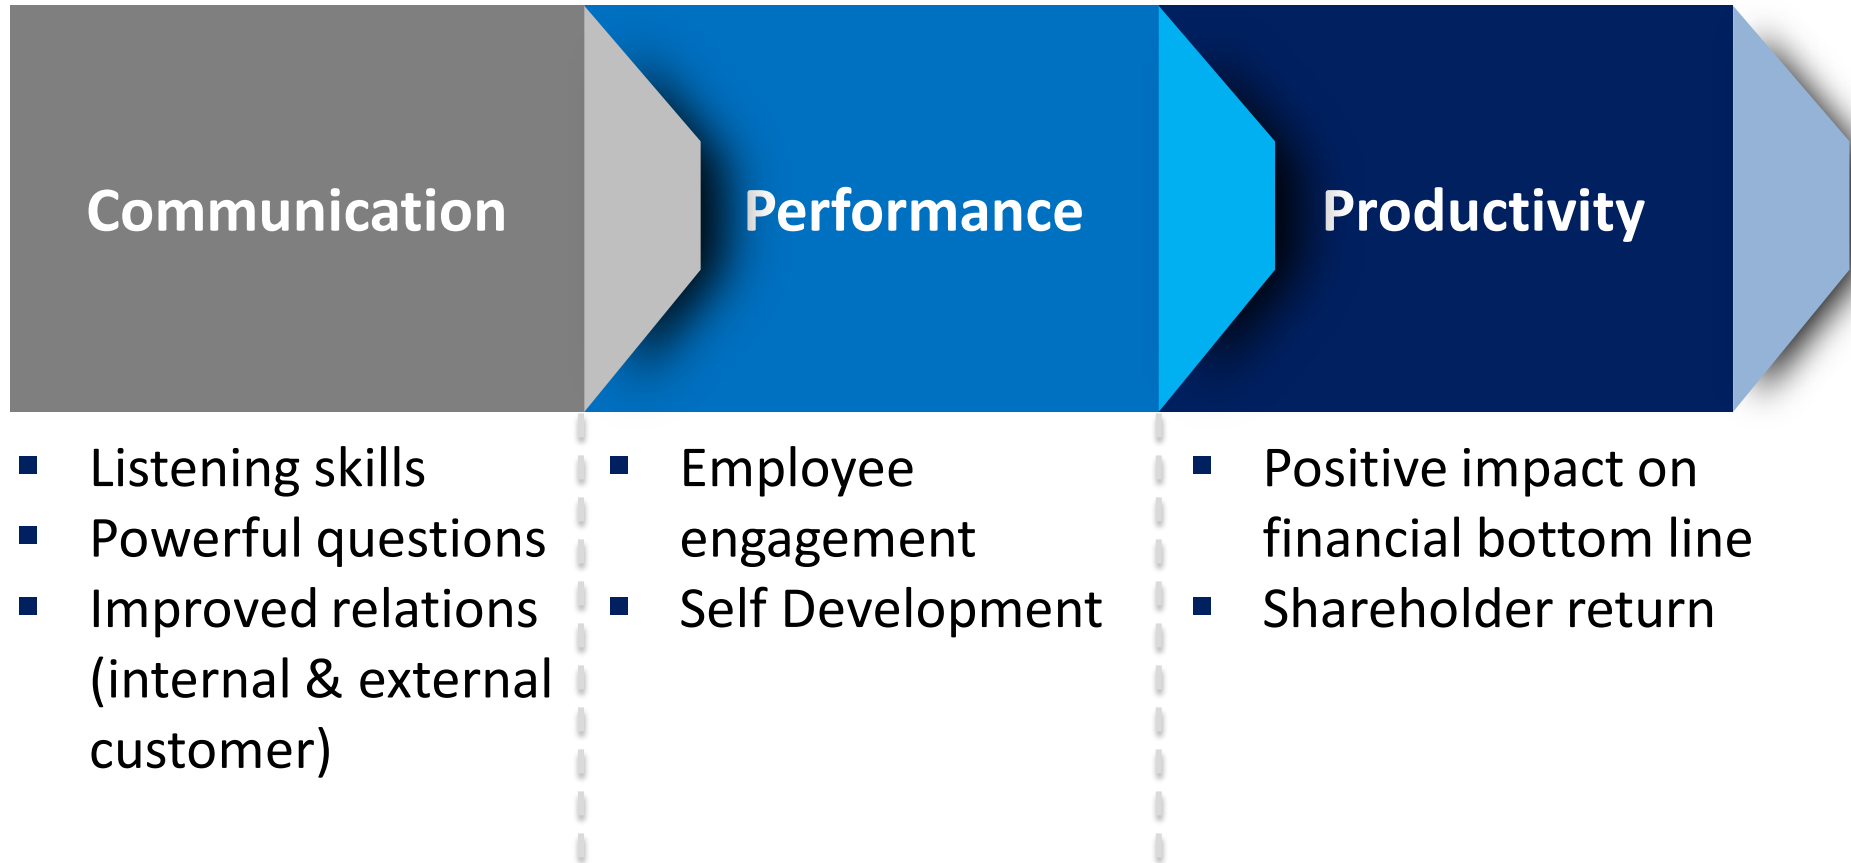 Communication
Performance
Productivity
Listening skills
Powerful questions
Improved relations
(internal & external
customer)
Employee
engagement
Self Development
Positive impact on
financial bottom line
Shareholder return